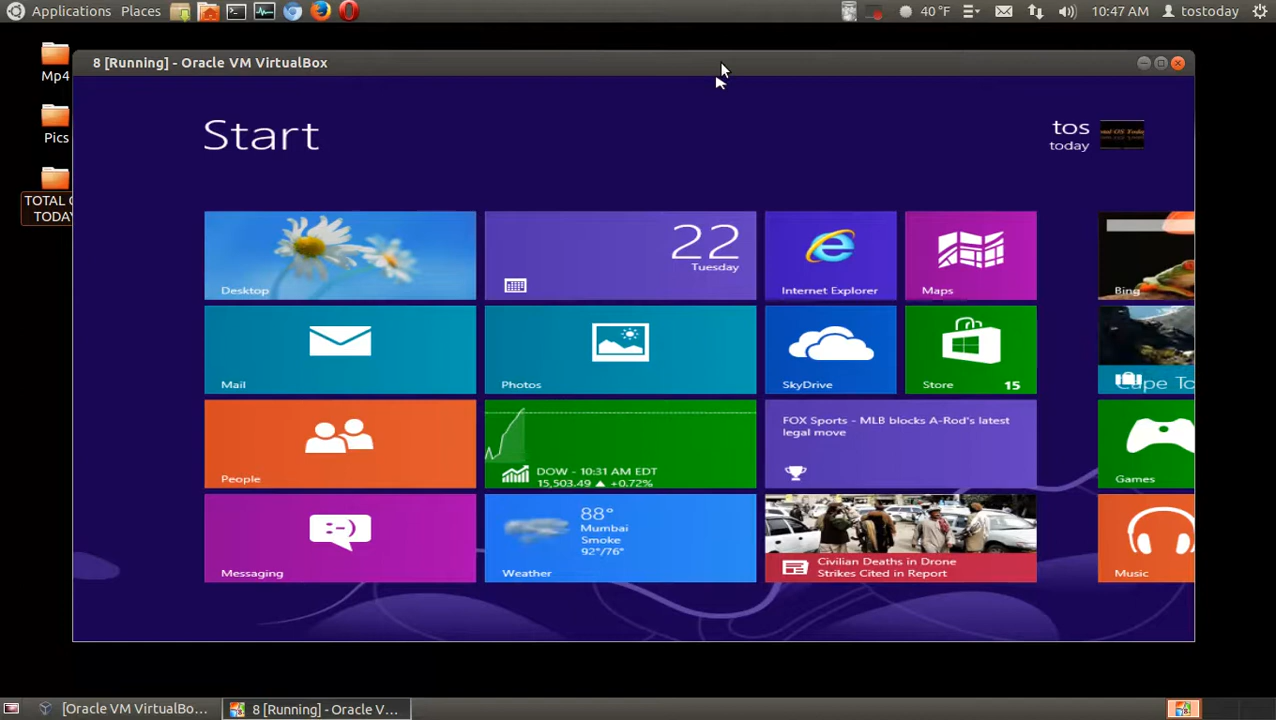 Applications Places
40 °F
10:47 AM
tostoday
Mp4
Pics
TOTAL O
TODAY
8 [Running] - Oracle VM VirtualBox
Start
tos
today
Desktop
22
Tuesday
Internet Explorer
Maps
Bing
Mail
Photos
SkyDrive
Store 15
Cape To
People
DOW - 10:31 AM EDT
15,503.49 ▲ +0.72%
FOX Sports - MLB blocks A-Rod's latest
legal move
Games
Messaging
88°
Mumbai
Smoke
92°/76°
Weather
Civilian Deaths in Drone
Strikes Cited in Report
Music
[Oracle VM VirtualBo...
8 [Running] - Oracle V...